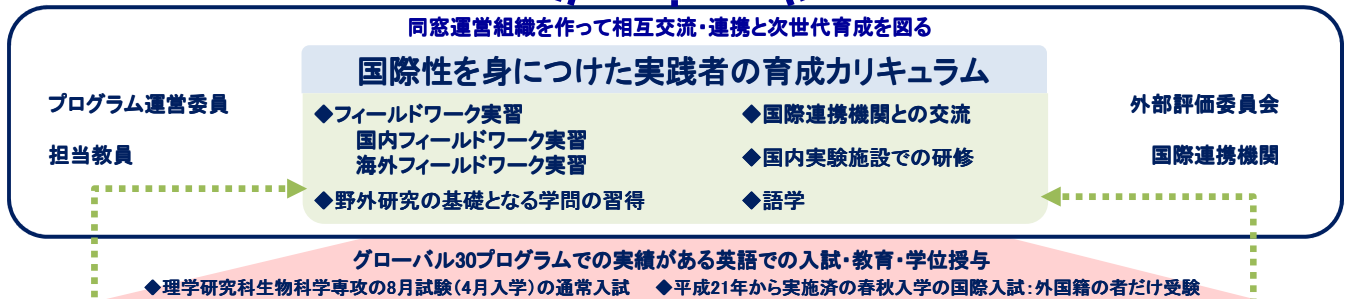 同窓運営組織を作って相互交流・連携と次世代育成を図る
国際性を身につけた実践者の育成カリキュラム
プログラム運営委員
担当教員
◆フィールドワーク実習
国内フィールドワーク実習
海外フィールドワーク実習
◆野外研究の基礎となる学問の習得
◆国際連携機関との交流
◆国内実験施設での研修
◆語学
外部評価委員会
国際連携機関
グローバル30プログラムでの実績がある英語での入試・教育・学位授与
◆理学研究科生物科学専攻の8月試験(4月入学)の通常入試 ◆平成21年から実施済の春秋入学の国際入試:外国籍の者だけ受験